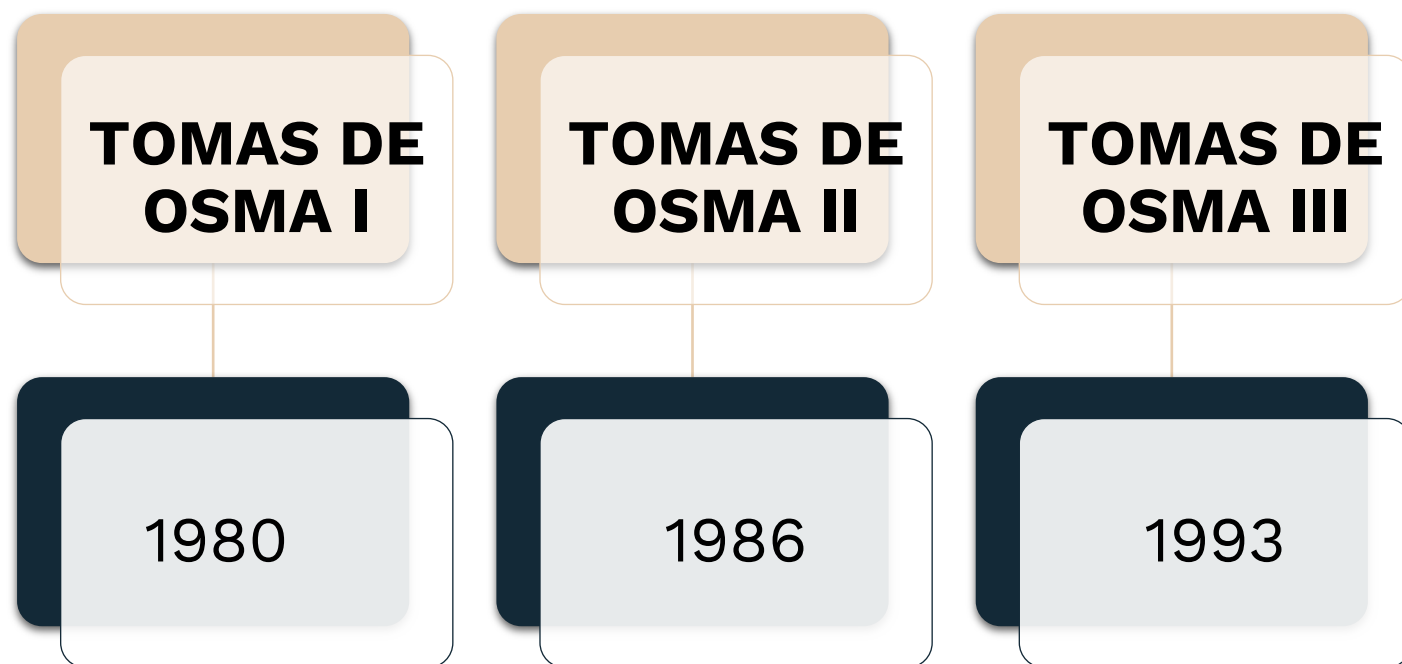 TOMAS DE
OSMA I
TOMAS DE
OSMA II
TOMAS DE
OSMA III
1980
1986
1993